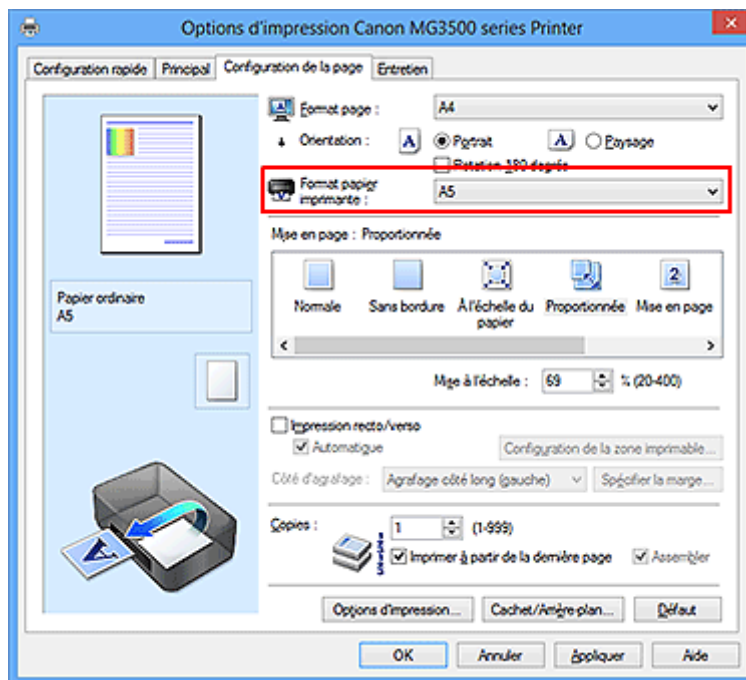 Options d'impression Canon MG3500 series Printer
Configuration rapide Principal Configuration de la page Entretien
Format page : A4
Orientation : A Portrait A Paysage
Rotation 180 degrés
Format papier
imprimante : A5
Mise en page : Proportionnée
Normale Sans bordure À l'échelle du papier Proportionnée Mise en page
Papier ordinaire
A5
Mise à l'échelle : 69 % (20-400)
Impression recto/verso
Automatique Configuration de la zone imprimable...
Côté d'agrafage : Agrafage côté long (gauche) Spécifier la marge...
Copies : 1 (1-999)
Imprimer à partir de la dernière page Assembler
Options d'impression... Cachet/Arrière-plan... Défaut
OK Annuler Appliquer Aide